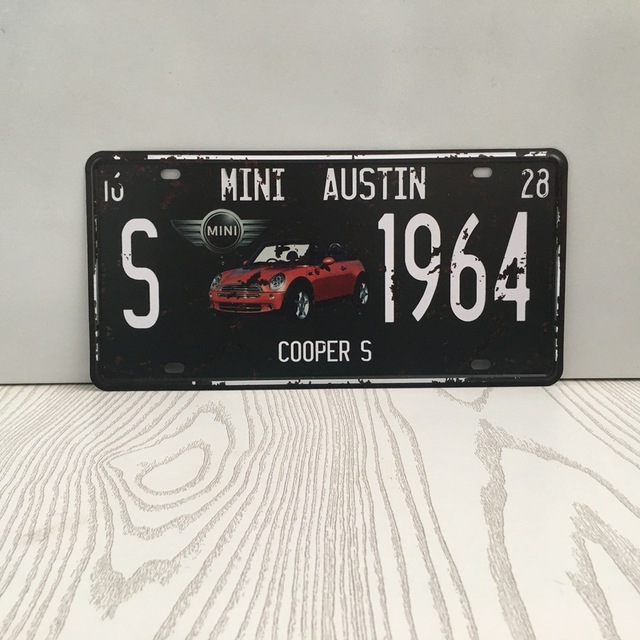 16 MINI AUSTIN 28
S MINI 1964
COOPER S